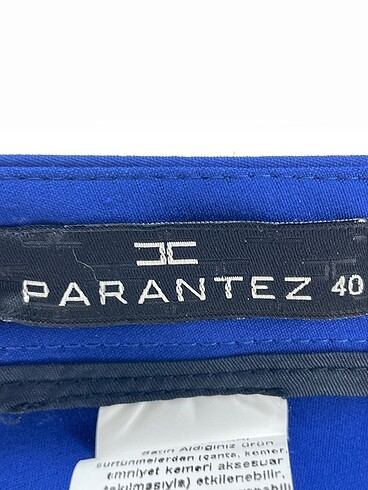 PARANTEZ 40
Satın Aldığınız ürün
sürtünmelerden (çanta, kemer,
emniyet kemeri aksesuar
takılmasıyla) etkilenebilir,